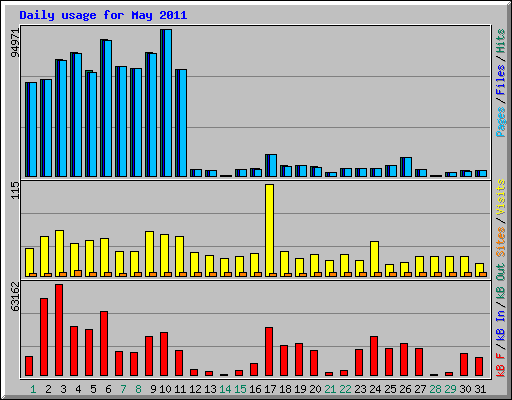 Daily usage for May 2011
94971
Pages / Files / Hits
115
Sites / Visits
63162
kB F / kB In / kB Out
1 2 3 4 5 6 7 8 9 10 11 12 13 14 15 16 17 18 19 20 21 22 23 24 25 26 27 28 29 30 31